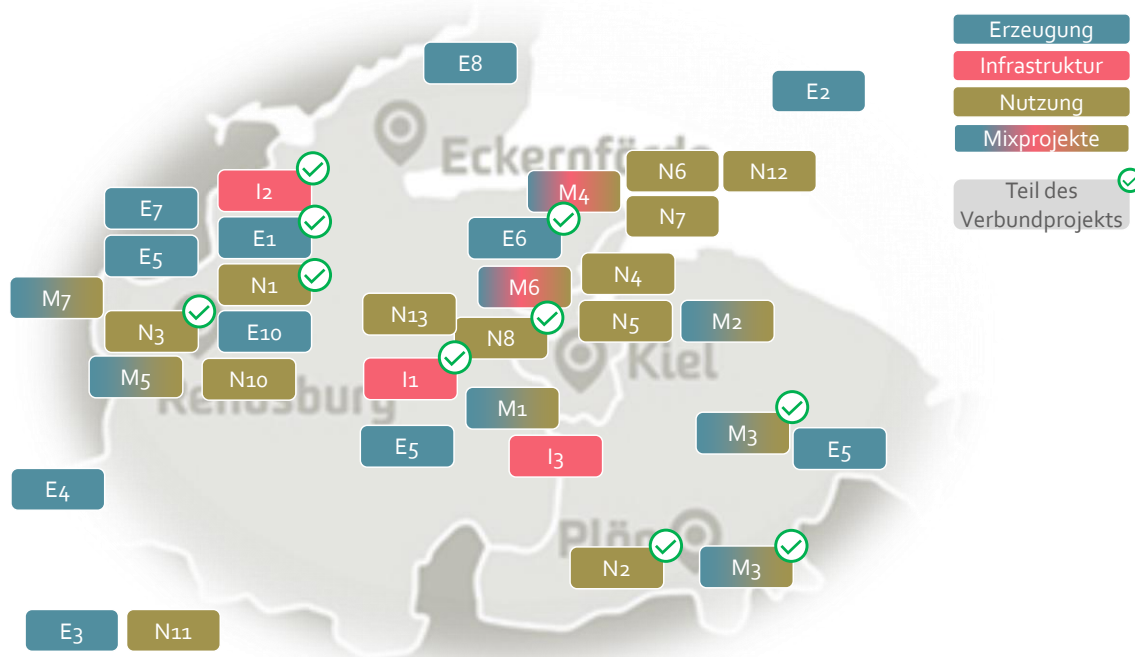 E8
E2
Eckernförde
I2
M4
N6
N12
E7
E1
E6
N7
E5
N1
M6
N4
M7
N3
E10
N13
N8
N5
M2
Kiel
M5
N10
I1
Rendsburg
M1
M3
E5
I3
E5
E4
Plön
N2
M3
E3
N11
Erzeugung
Infrastruktur
Nutzung
Mixprojekte
Teil des
Verbundprojekts